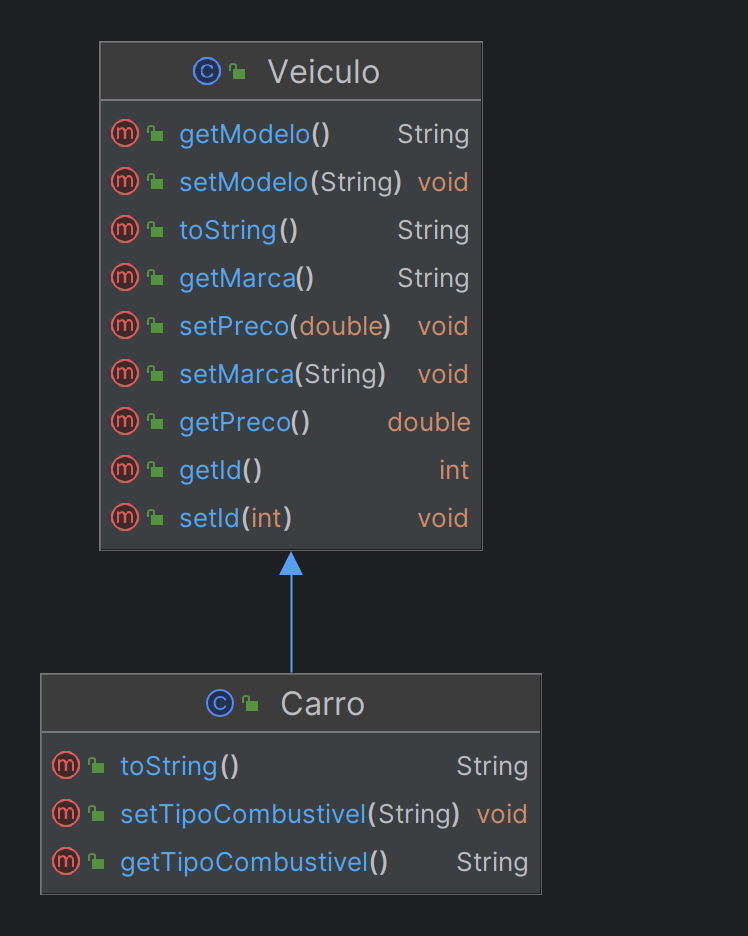 Veiculo
getModelo() String
setModelo(String) void
toString() String
getMarca() String
setPreco(double) void
setMarca(String) void
getPreco() double
getId() int
setId(int) void
Carro
toString() String
setTipoCombustivel(String) void
getTipoCombustivel() String